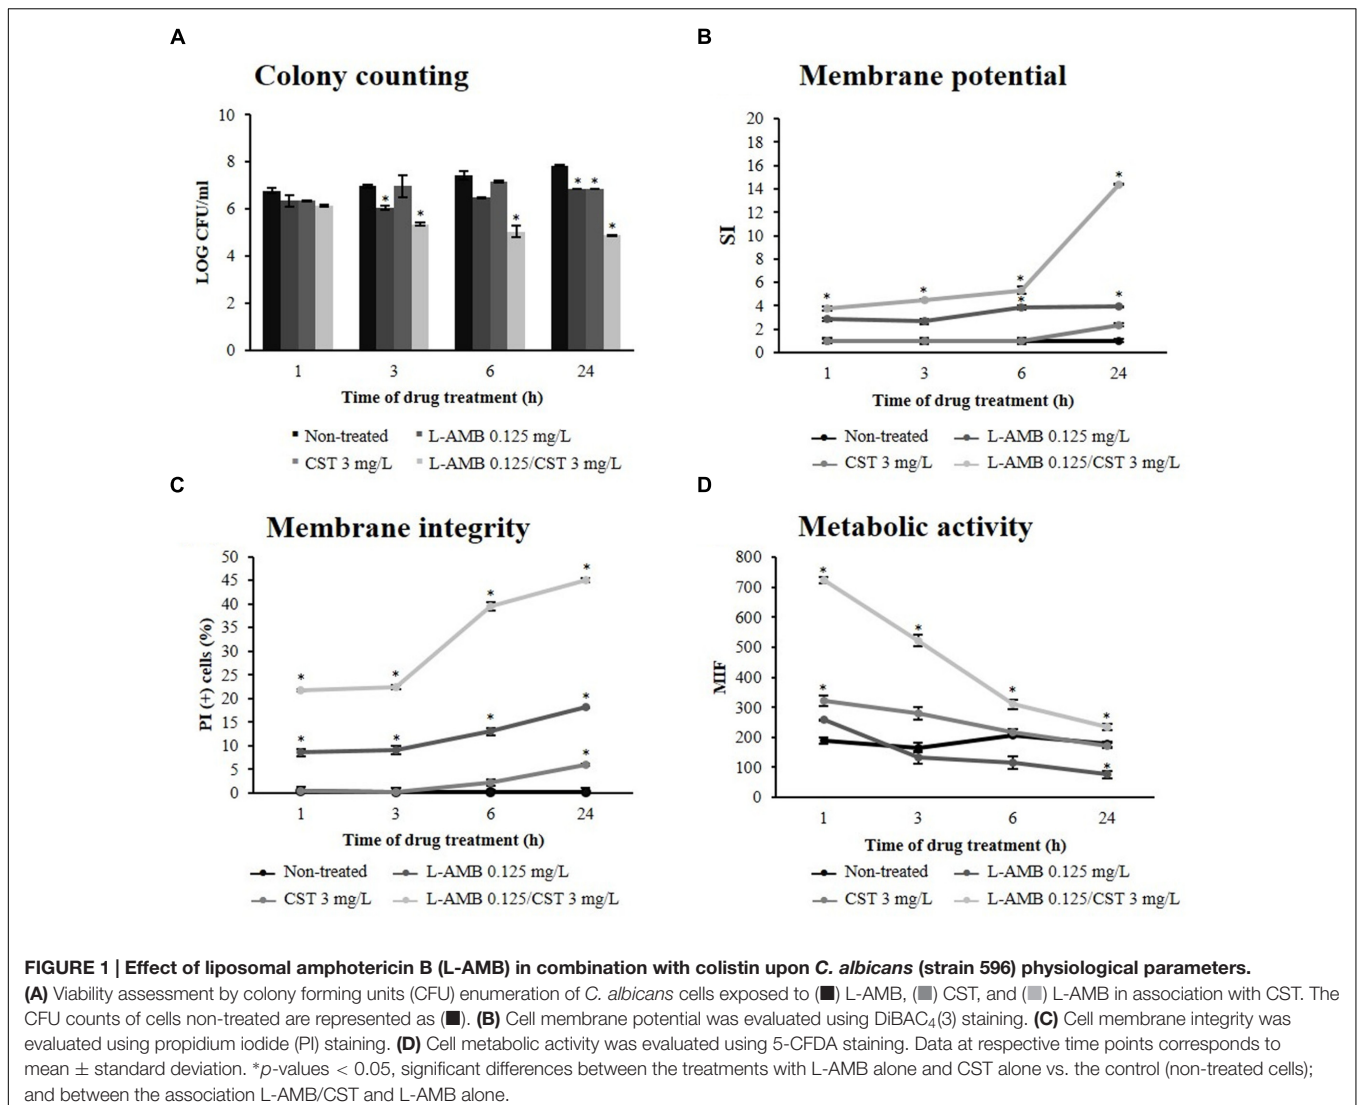 A
Colony counting
LOG CFU/ml
10
8
6
4
2
0
* * * * * *
1 3 6 24
Time of drug treatment (h)
Non-treated L-AMB 0.125 mg/L
CST 3 mg/L L-AMB 0.125/CST 3 mg/L
B
Membrane potential
SI
20
18
16
14
12
10
8
6
4
2
0
* * * * * *
1 3 6 24
Time of drug treatment (h)
Non-treated L-AMB 0.125 mg/L
CST 3 mg/L L-AMB 0.125/CST 3 mg/L
C
Membrane integrity
PI (+) cells (%)
50
45
40
35
30
25
20
15
10
5
0
* * * * * * * * *
1 3 6 24
Time of drug treatment (h)
Non-treated L-AMB 0.125 mg/L
CST 3 mg/L L-AMB 0.125/CST 3 mg/L
D
Metabolic activity
MIF
800
700
600
500
400
300
200
100
0
* * * * * *
1 3 6 24
Time of drug treatment (h)
Non-treated L-AMB 0.125 mg/L
CST 3 mg/L L-AMB 0.125/CST 3 mg/L
FIGURE 1 | Effect of liposomal amphotericin B (L-AMB) in combination with colistin upon C. albicans (strain 596) physiological parameters.
(A) Viability assessment by colony forming units (CFU) enumeration of C. albicans cells exposed to (■) L-AMB, (■) CST, and (■) L-AMB in association with CST. The
CFU counts of cells non-treated are represented as (■). (B) Cell membrane potential was evaluated using DiBAC₄(3) staining. (C) Cell membrane integrity was
evaluated using propidium iodide (PI) staining. (D) Cell metabolic activity was evaluated using 5-CFDA staining. Data at respective time points corresponds to
mean ± standard deviation. *p-values < 0.05, significant differences between the treatments with L-AMB alone and CST alone vs. the control (non-treated cells);
and between the association L-AMB/CST and L-AMB alone.